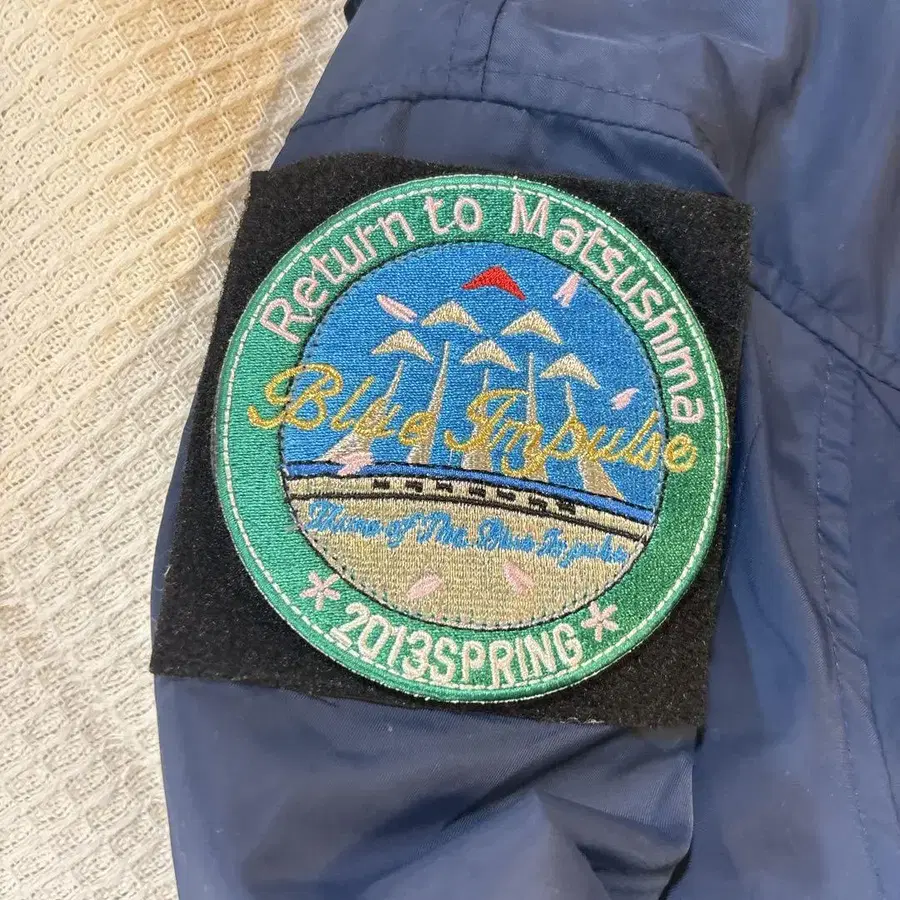 Return to Matsushima
Blue Impulse
Home of The Blue Impulse
2013SPRING